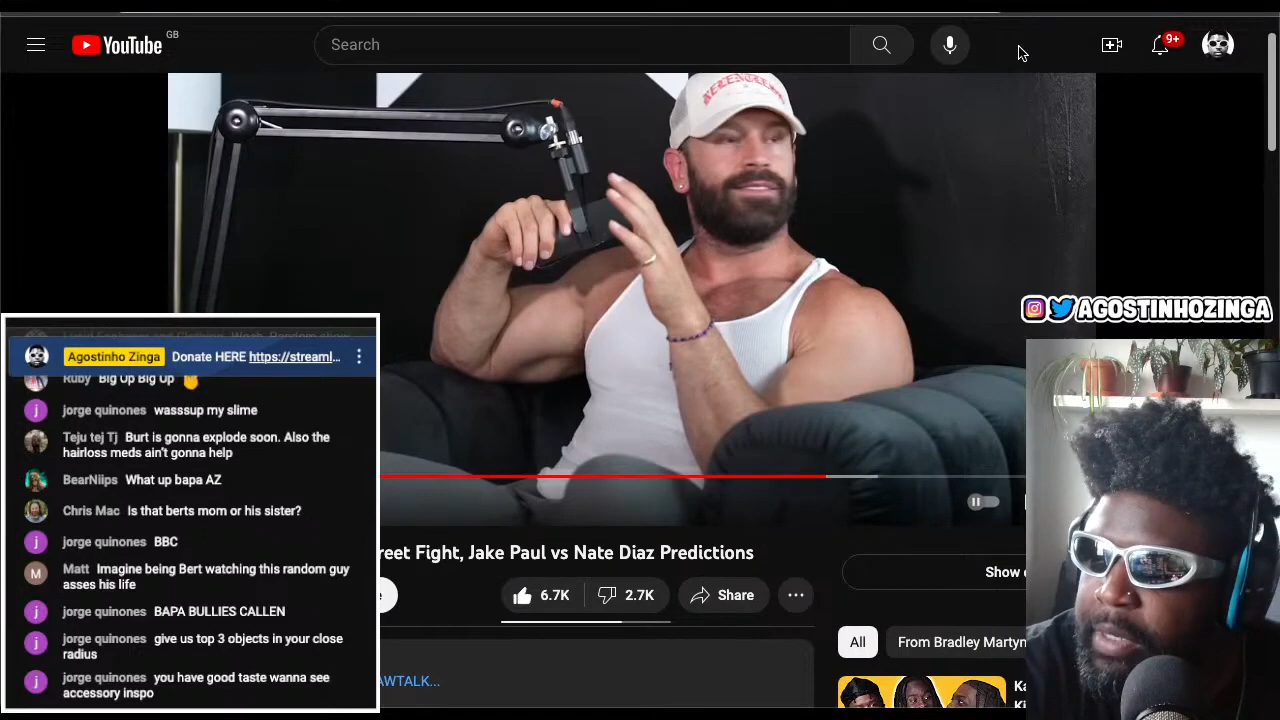 YouTube GB
Search
9+
RELENTLESS
AGOSTINHOZINGA
Agostinho Zinga Donate HERE https://streaml...
Ruby Big Up Big Up
jorge quinones wasssup my slime
Teju tej Tj Burt is gonna explode soon. Also the
hairloss meds ain't gonna help
BearNiips What up bapa AZ
Chris Mac Is that berts mom or his sister?
jorge quinones BBC
Matt Imagine being Bert watching this random guy
asses his life
jorge quinones BAPA BULLIES CALLEN
jorge quinones give us top 3 objects in your close
radius
jorge quinones you have good taste wanna see
accessory inspo
reet Fight, Jake Paul vs Nate Diaz Predictions
e
6.7K
2.7K
Share
Show
All
From Bradley Martyn
AWTALK...